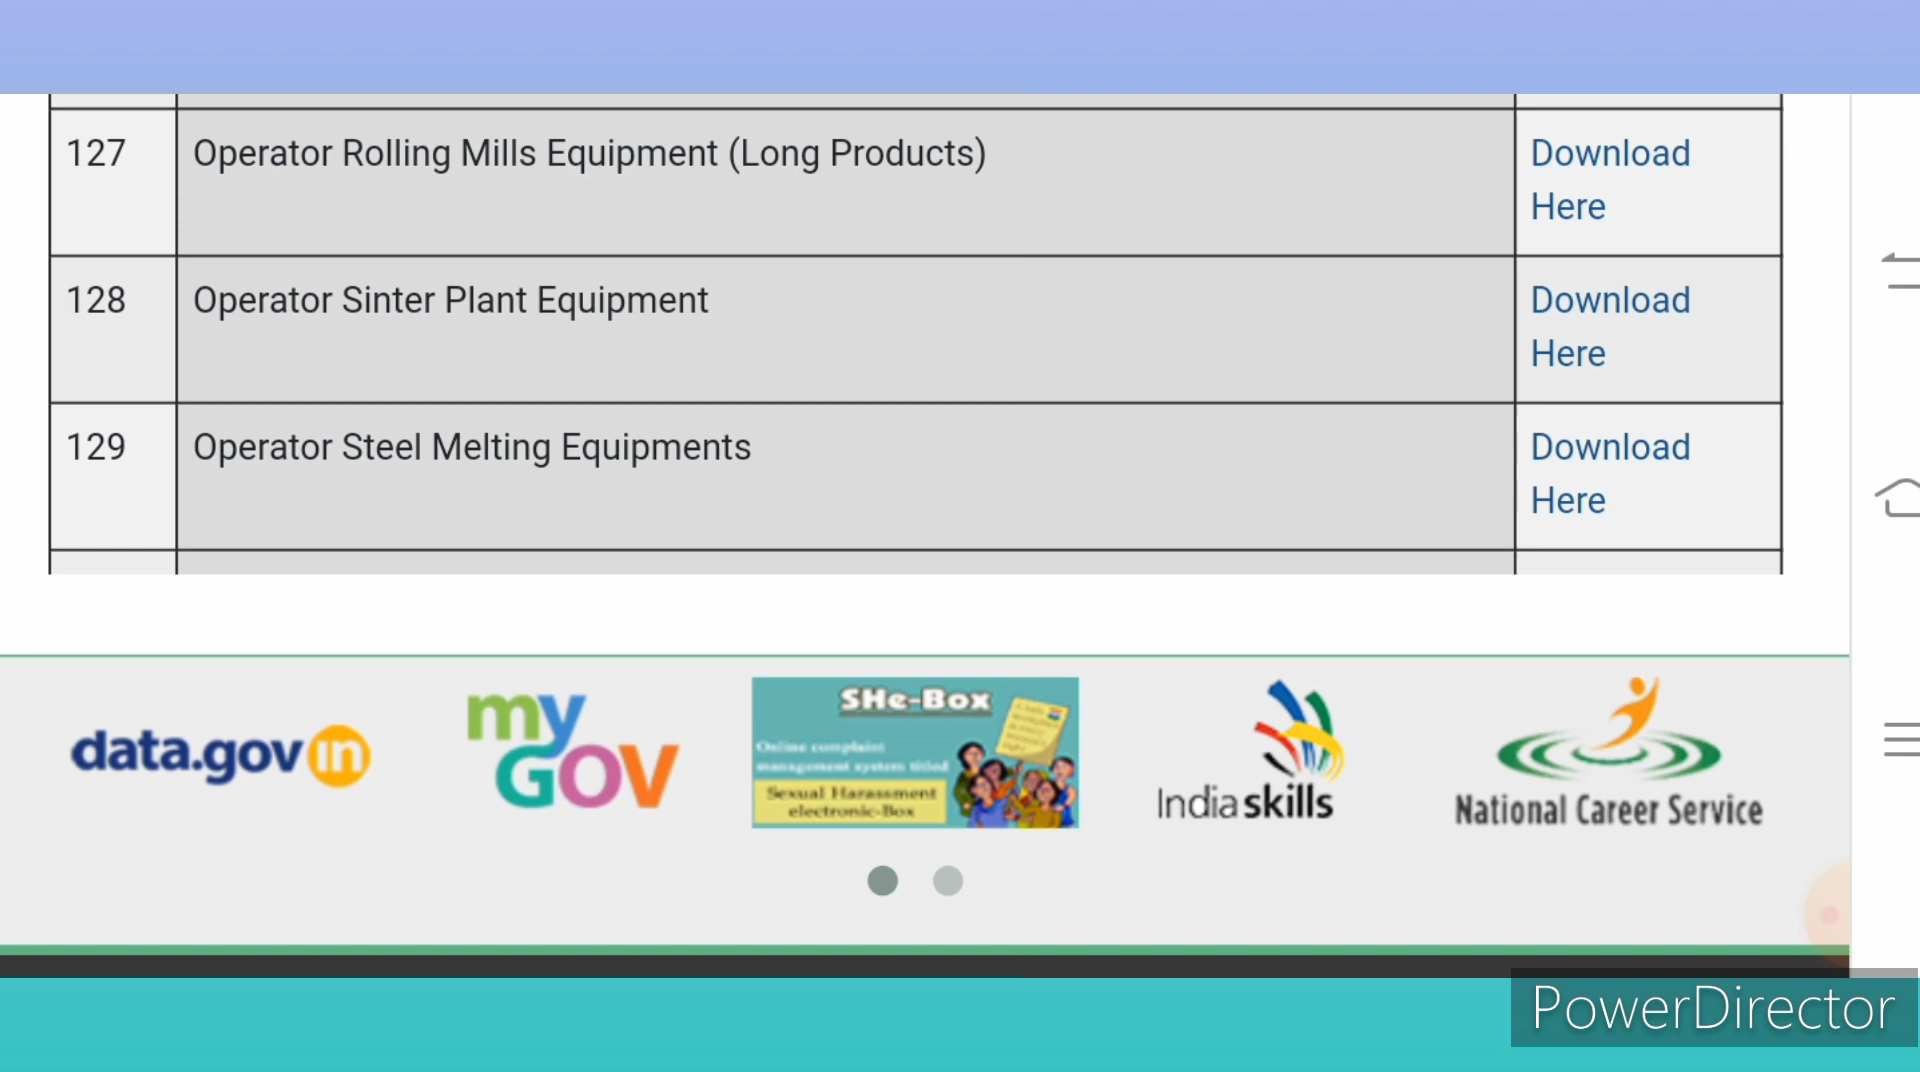 127 Operator Rolling Mills Equipment (Long Products) Download
Here
128 Operator Sinter Plant Equipment Download
Here
129 Operator Steel Melting Equipments Download
Here
data.gov in
my
GOV
SHe-Box
Online complaint
management system titled
Sexual Harassment
electronic-Box
India skills
National Career Service
PowerDirector